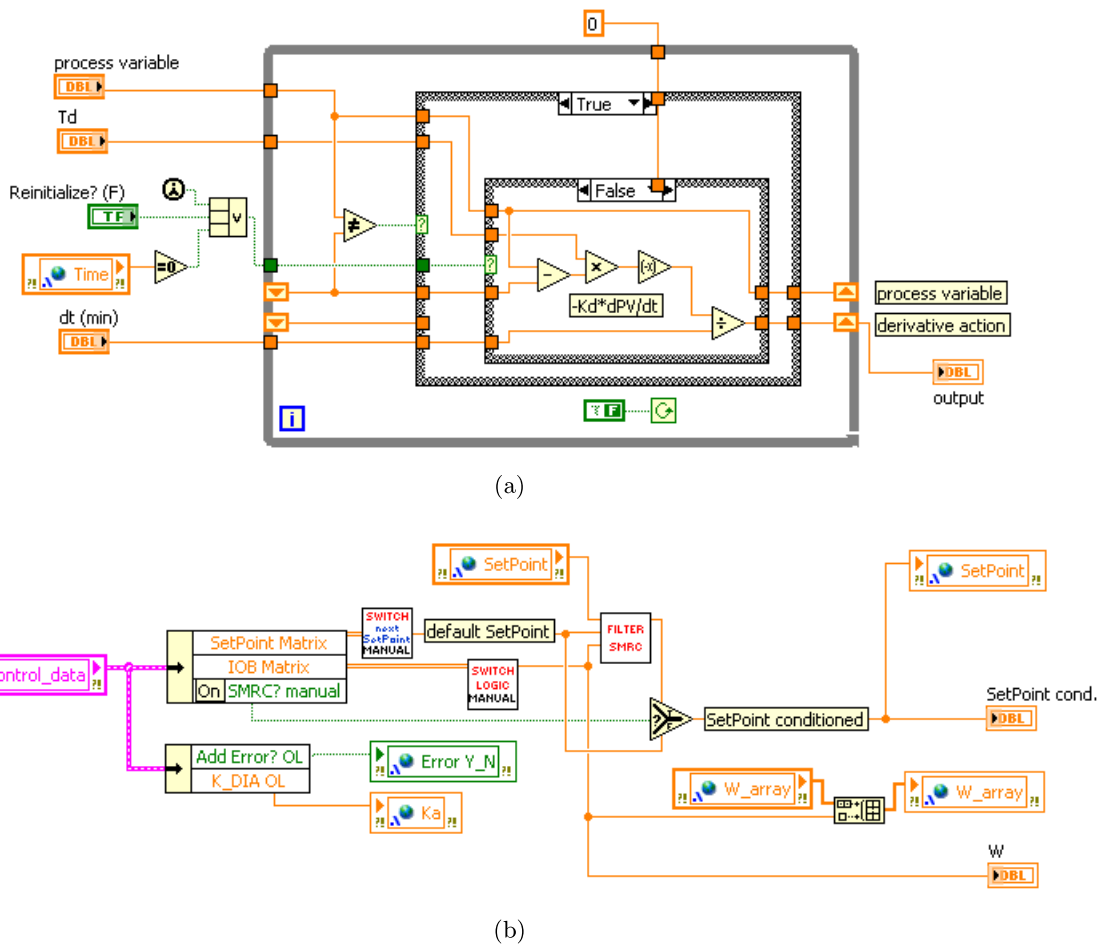 0
process variable
DBL
True
Td
DBL
False
Reinitialize? (F)
TF
V
≠
?
?
Time
?!
?!
=0
-
x
(-x)
-Kd*dPV/dt
÷
process variable
derivative action
dt (min)
DBL
DBL
output
i
F
(a)
?! SetPoint ?!
?! SetPoint ?!
SWITCH
next
SetPoint
MANUAL
default SetPoint
FILTER
SMRC
SetPoint Matrix
IOB Matrix
On SMRC? manual
SWITCH
LOGIC
MANUAL
ontrol_data ?!
? T F
SetPoint conditioned
SetPoint cond.
DBL
Add Error? OL
K_DIA OL
?! Error Y_N ?!
?! Ka ?!
?! W_array ?!
?! W_array ?!
W
DBL
(b)